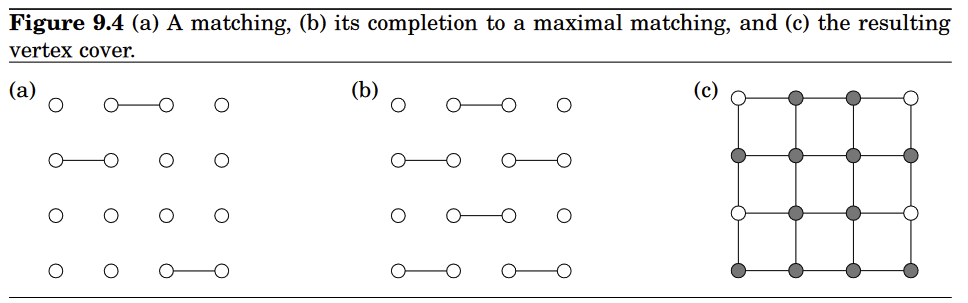 Figure 9.4 (a) A matching, (b) its completion to a maximal matching, and (c) the resulting
vertex cover.
(a)
(b)
(c)